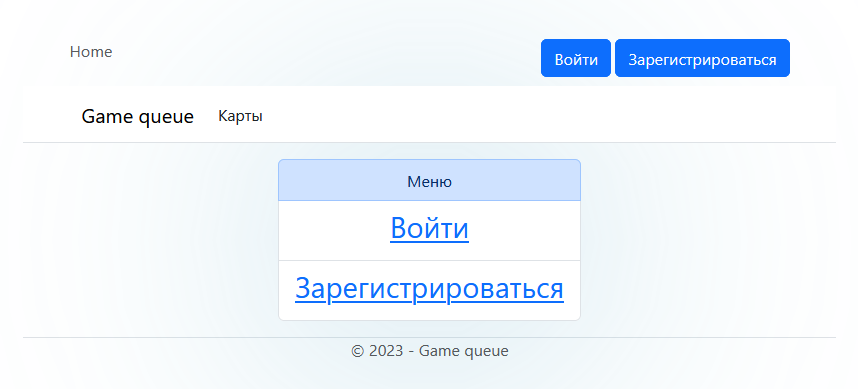 Home
Войти Зарегистрироваться
Game queue Карты
Меню
Войти
Зарегистрироваться
© 2023 - Game queue